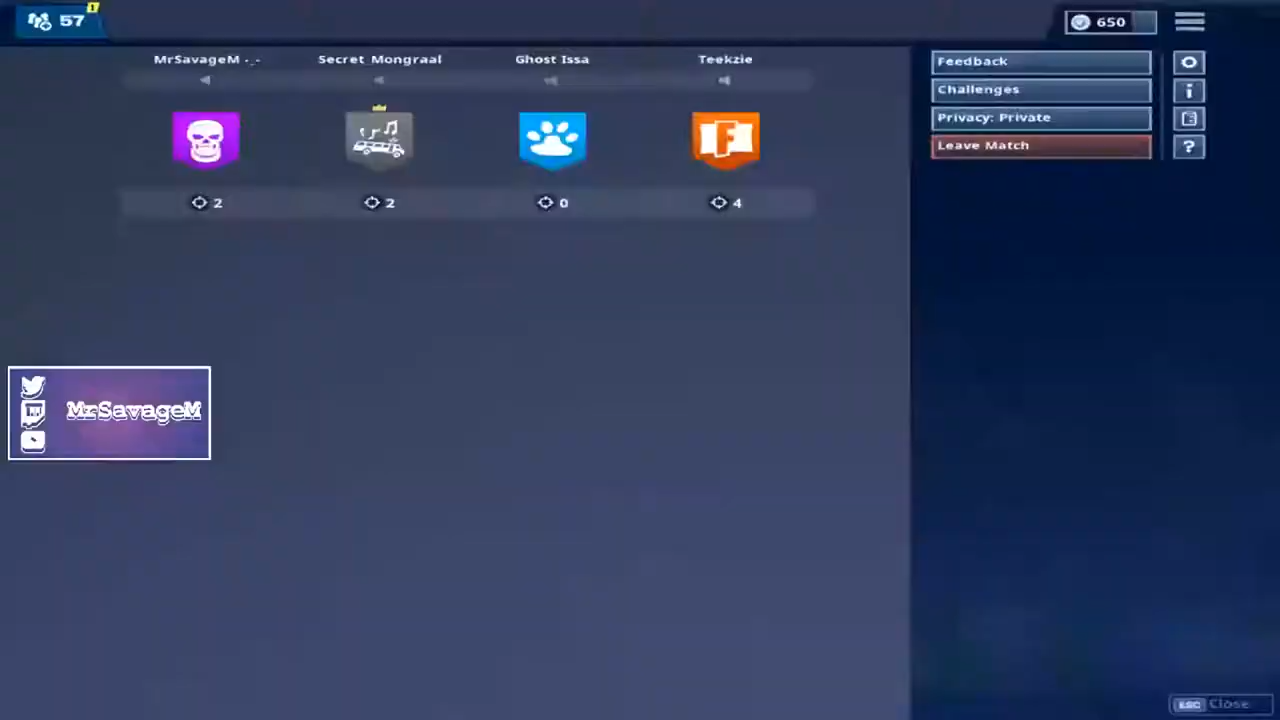 57
!
650
MrSavageM -_-
Secret_Mongraal
Ghost Issa
Teekzie
2
2
0
4
Feedback
Challenges
Privacy: Private
Leave Match
i
?
F
MrSavageM
ESC Close